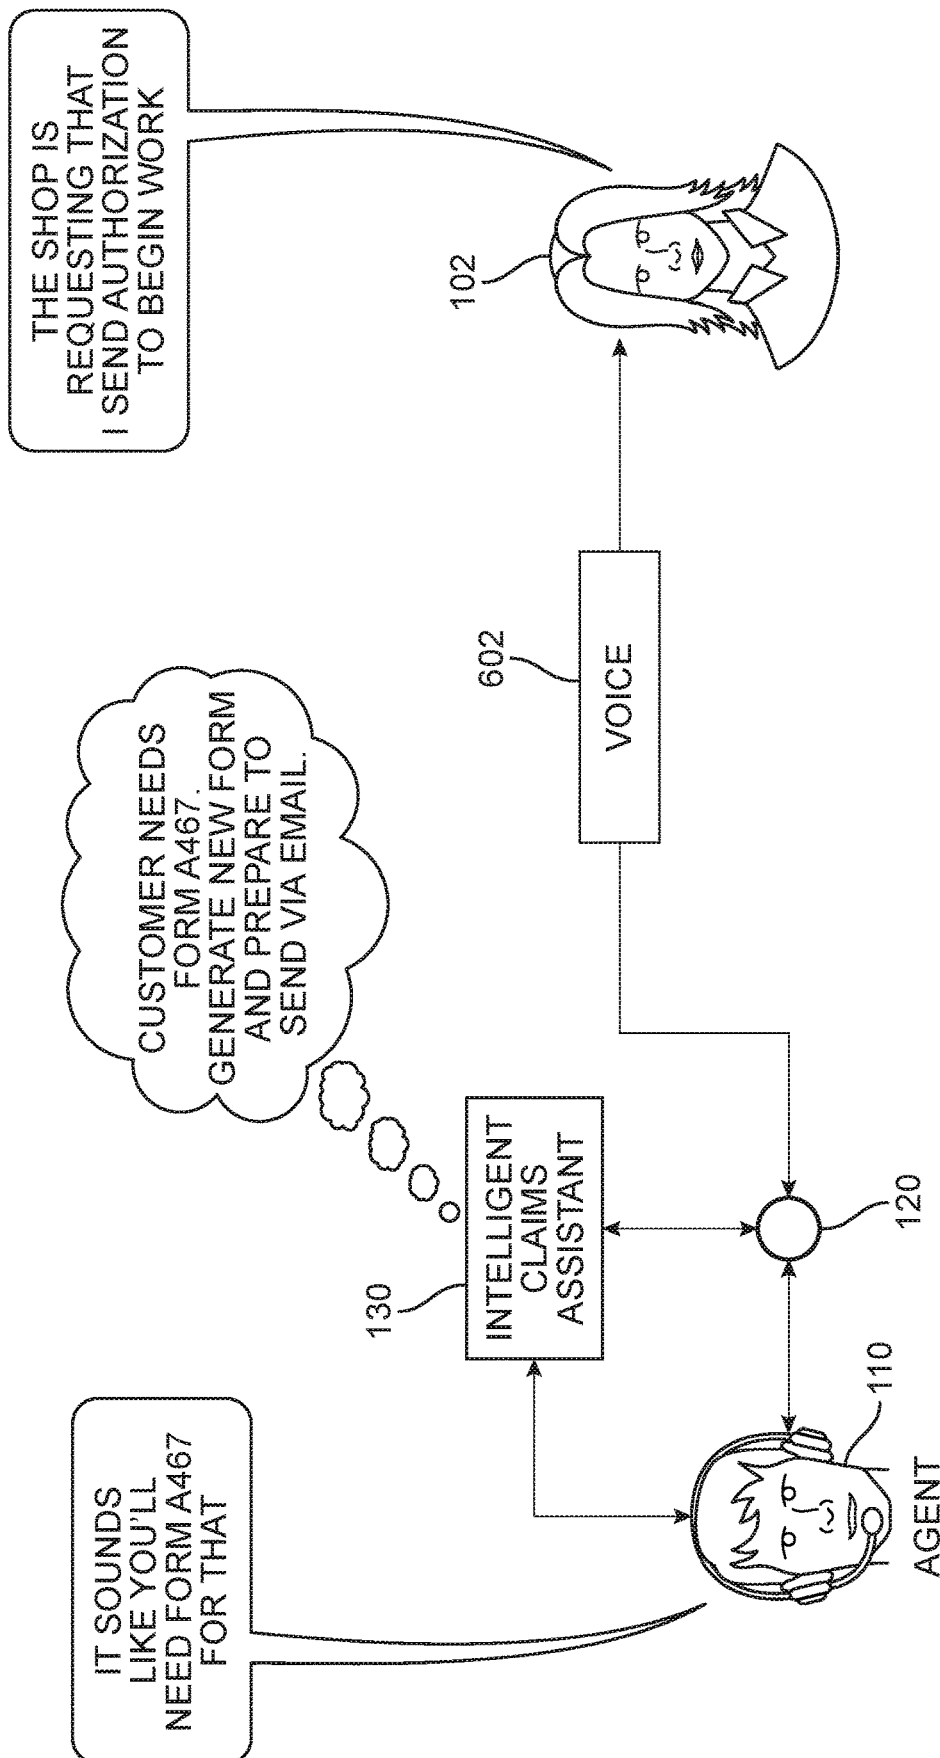 IT SOUNDS
LIKE YOU'LL
NEED FORM A467
FOR THAT
CUSTOMER NEEDS
FORM A467.
GENERATE NEW FORM
AND PREPARE TO
SEND VIA EMAIL.
THE SHOP IS
REQUESTING THAT
I SEND AUTHORIZATION
TO BEGIN WORK
130
INTELLIGENT
CLAIMS
ASSISTANT
602
VOICE
102
110
120
AGENT